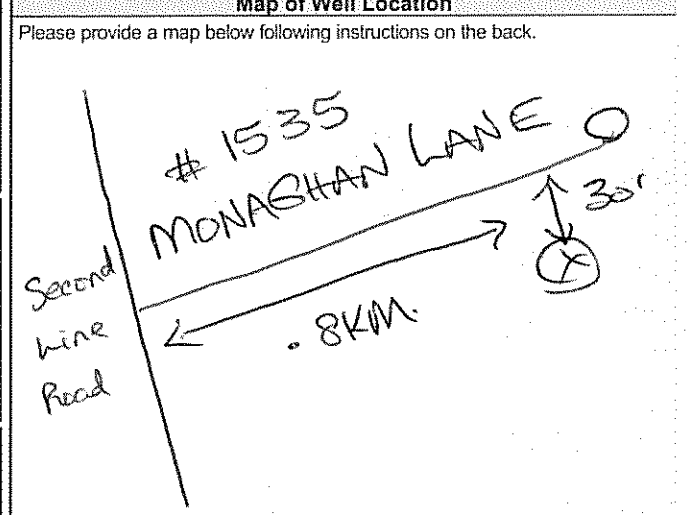 Map of Well Location
Please provide a map below following instructions on the back.
# 1535
MONAGHAN LANE
30'
Second
Line
Road
.8KM.
X